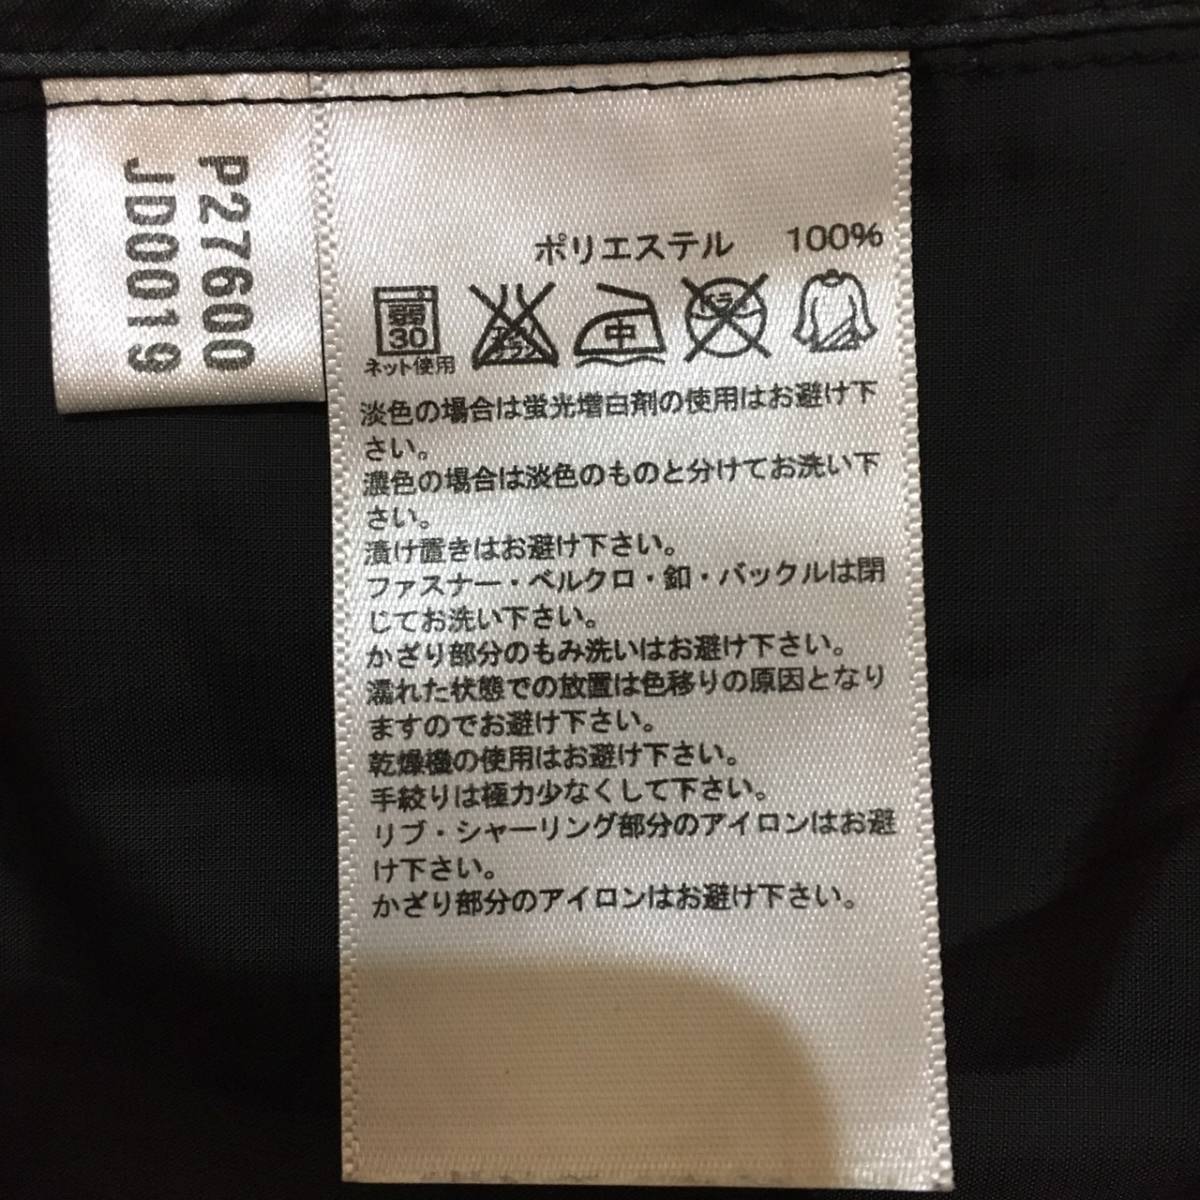 P27600
JD0019
ポリエステル 100%
弱
30
ネット使用
エンソ
サラシ
中
ドライ
淡色の場合は蛍光増白剤の使用はお避け下
さい。
濃色の場合は淡色のものと分けてお洗い下
さい。
漬け置きはお避け下さい。
ファスナー・ベルクロ・釦・バックルは閉
じてお洗い下さい。
かざり部分のもみ洗いはお避け下さい。
濡れた状態での放置は色移りの原因となり
ますのでお避け下さい。
乾燥機の使用はお避け下さい。
手絞りは極力少なくして下さい。
リブ・シャーリング部分のアイロンはお避
け下さい。
かざり部分のアイロンはお避け下さい。